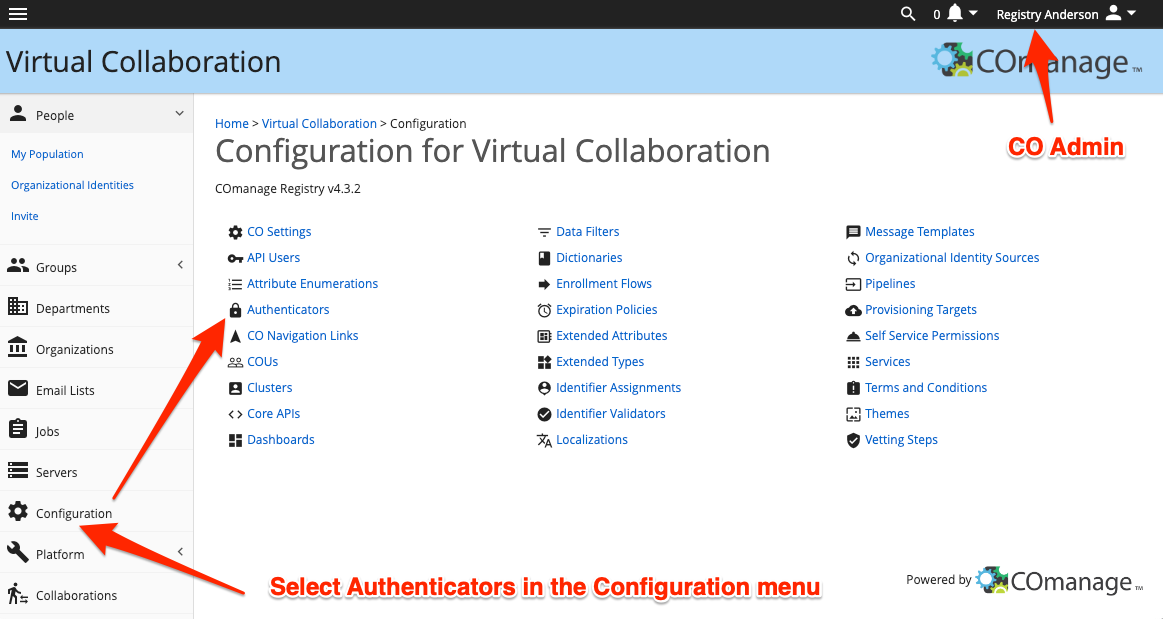 0
Registry Anderson
Virtual Collaboration
COmanage™
People
My Population
Organizational Identities
Invite
Groups
Departments
Organizations
Email Lists
Jobs
Servers
Configuration
Platform
Collaborations
Home > Virtual Collaboration > Configuration
Configuration for Virtual Collaboration
COmanage Registry v4.3.2
CO Settings
API Users
Attribute Enumerations
Authenticators
CO Navigation Links
COUs
Clusters
Core APIs
Dashboards
Data Filters
Dictionaries
Enrollment Flows
Expiration Policies
Extended Attributes
Extended Types
Identifier Assignments
Identifier Validators
Localizations
Message Templates
Organizational Identity Sources
Pipelines
Provisioning Targets
Self Service Permissions
Services
Terms and Conditions
Themes
Vetting Steps
CO Admin
Select Authenticators in the Configuration menu
Powered by COmanage™